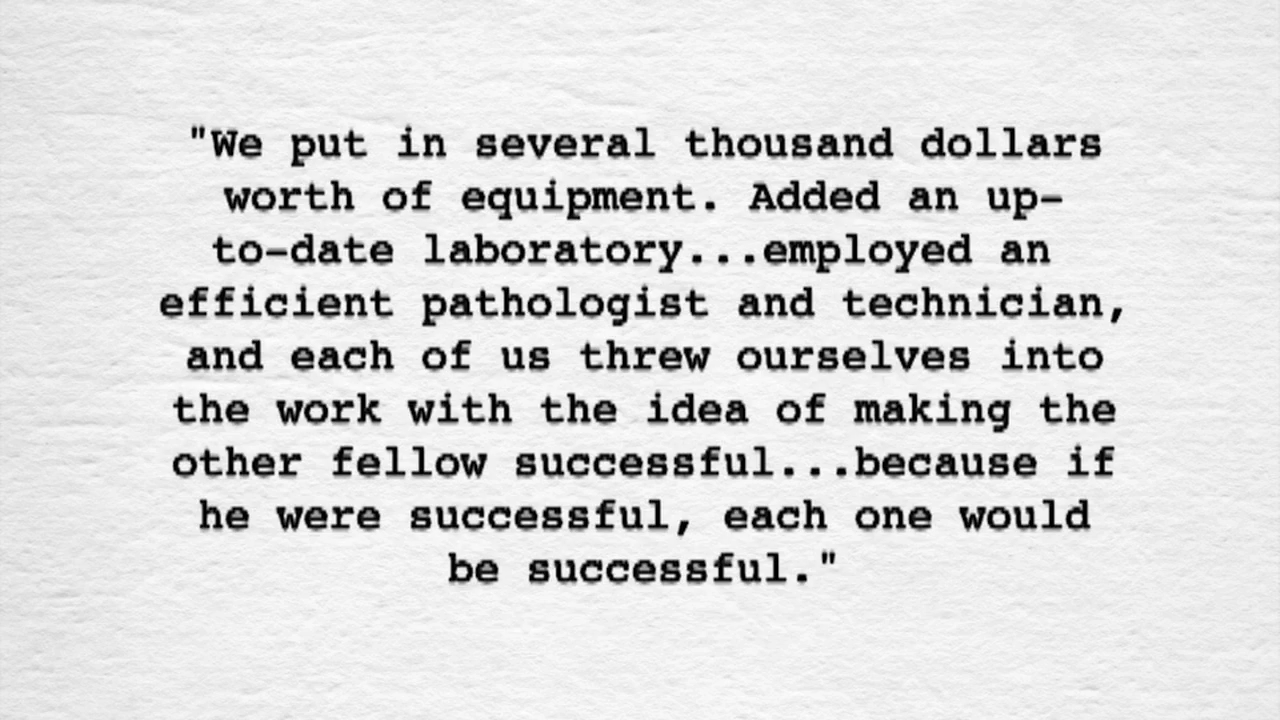 "We put in several thousand dollars
worth of equipment. Added an up-
to-date laboratory...employed an
efficient pathologist and technician,
and each of us threw ourselves into
the work with the idea of making the
other fellow successful...because if
he were successful, each one would
be successful."